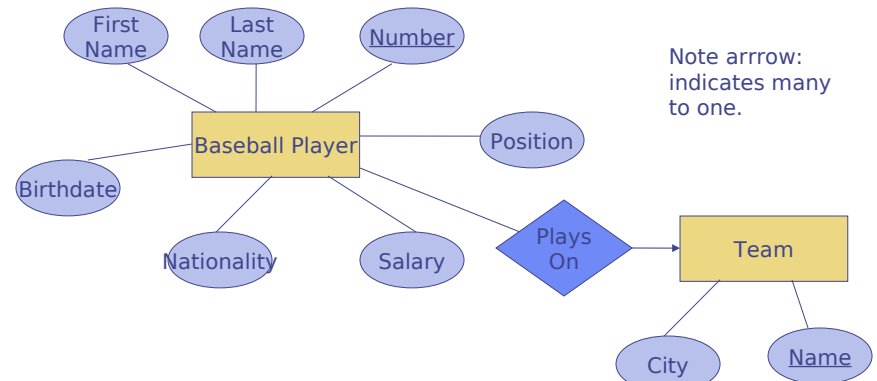 First
Name
Last
Name
Number
Note arrrow:
indicates many
to one.
Baseball Player
Position
Birthdate
Nationality
Salary
Plays
On
Team
City
Name